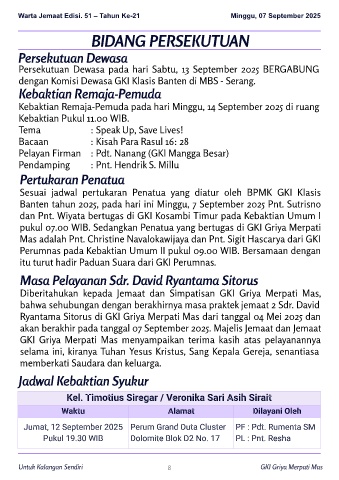 Warta Jemaat Edisi. 51 – Tahun Ke-21 Minggu, 07 September 2025
BIDANG PERSEKUTUAN
Persekutuan Dewasa
Persekutuan Dewasa pada hari Sabtu, 13 September 2025 BERGABUNG
dengan Komisi Dewasa GKI Klasis Banten di MBS - Serang.
Kebaktian Remaja-Pemuda
Kebaktian Remaja-Pemuda pada hari Minggu, 14 September 2025 di ruang
Kebaktian Pukul 11.00 WIB.
Tema : Speak Up, Save Lives!
Bacaan : Kisah Para Rasul 16: 28
Pelayan Firman : Pdt. Nanang (GKI Mangga Besar)
Pendamping : Pnt. Hendrik S. Millu
Pertukaran Penatua
Sesuai jadwal pertukaran Penatua yang diatur oleh BPMK GKI Klasis
Banten tahun 2025, pada hari ini Minggu, 7 September 2025 Pnt. Sutrisno
dan Pnt. Wiyata bertugas di GKI Kosambi Timur pada Kebaktian Umum I
pukul 07.00 WIB. Sedangkan Penatua yang bertugas di GKI Griya Merpati
Mas adalah Pnt. Christine Navalokawijaya dan Pnt. Sigit Hascarya dari GKI
Perumnas pada Kebaktian Umum II pukul 09.00 WIB. Bersamaan dengan
itu turut hadir Paduan Suara dari GKI Perumnas.
Masa Pelayanan Sdr. David Ryantama Sitorus
Diberitahukan kepada Jemaat dan Simpatisan GKI Griya Merpati Mas,
bahwa sehubungan dengan berakhirnya masa praktek jemaat 2 Sdr. David
Ryantama Sitorus di GKI Griya Merpati Mas dari tanggal 04 Mei 2025 dan
akan berakhir pada tanggal 07 September 2025. Majelis Jemaat dan Jemaat
GKI Griya Merpati Mas menyampaikan terima kasih atas pelayanannya
selama ini, kiranya Tuhan Yesus Kristus, Sang Kepala Gereja, senantiasa
memberkati Saudara dan keluarga.
Jadwal Kebaktian Syukur
Kel. Timotius Siregar / Veronika Sari Asih Sirait
Waktu Alamat Dilayani Oleh
Jumat, 12 September 2025 Perum Grand Duta Cluster PF : Pdt. Rumenta SM
Pukul 19.30 WIB Dolomite Blok D2 No. 17 PL : Pnt. Resha
Untuk Kalangan Sendiri 8 GKI Griya Merpati Mas